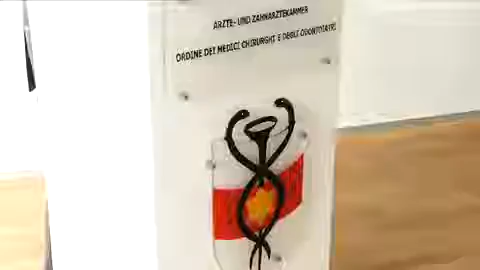 ÄRZTE- UND ZAHNÄRZTEKAMMER
ORDINE DEI MEDICI CHIRURGHI E DEGLI ODONTOIATRI